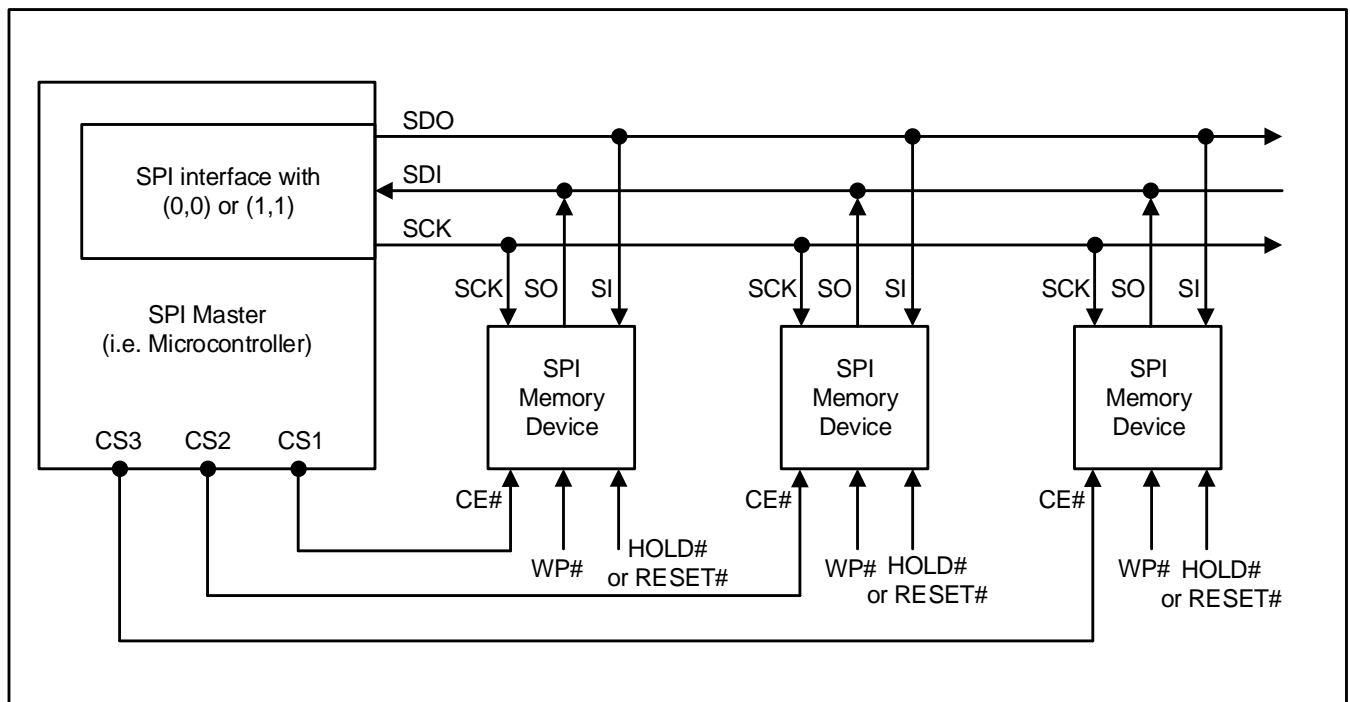 SDO
SPI interface with
(0,0) or (1,1)
SDI
SCK
SPI Master
(i.e. Microcontroller)
CS3 CS2 CS1
SCK SO SI
SPI
Memory
Device
CE#
WP#
HOLD#
or RESET#
SCK SO SI
SPI
Memory
Device
CE#
WP#
HOLD#
or RESET#
SCK SO SI
SPI
Memory
Device
CE#
WP#
HOLD#
or RESET#